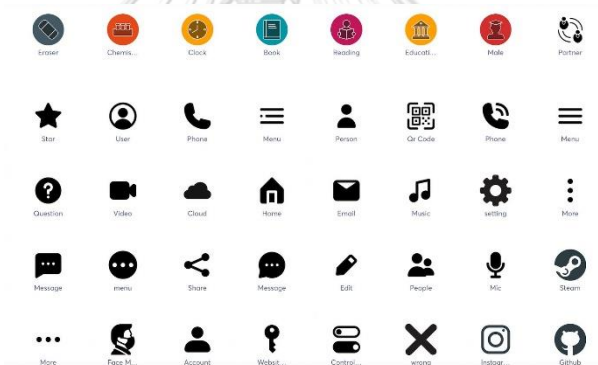 Eraser Chemis... Clock Book Reading Educati... Male Partner
Star User Phone Menu Person Qr Code Phone Menu
Question Video Cloud Home Email Music setting More
Message menu Share Message Edit People Mic Steam
More Face M... Account Websit... Control... wrong Instagr... Github